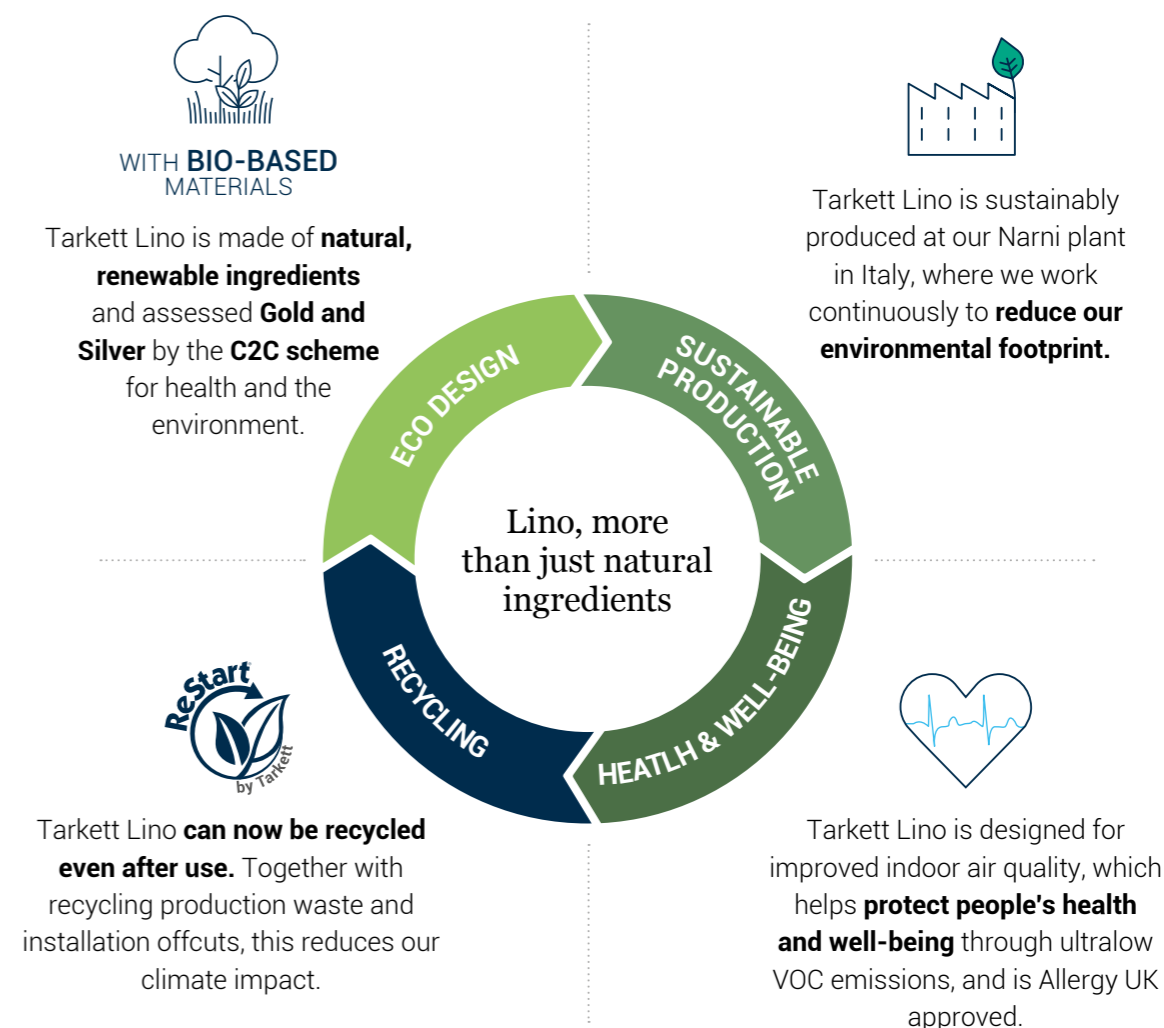 WITH BIO-BASED
MATERIALS
Tarkett Lino is made of natural,
renewable ingredients
and assessed Gold and
Silver by the C2C scheme
for health and the
environment.
Tarkett Lino is sustainably
produced at our Narni plant
in Italy, where we work
continuously to reduce our
environmental footprint.
ECO DESIGN
SUSTAINABLE
PRODUCTION
Lino, more
than just natural
ingredients
RECYCLING
HEATLH & WELL-BEING
ReStart
by Tarkett
Tarkett Lino can now be recycled
even after use. Together with
recycling production waste and
installation offcuts, this reduces our
climate impact.
Tarkett Lino is designed for
improved indoor air quality, which
helps protect people's health
and well-being through ultralow
VOC emissions, and is Allergy UK
approved.